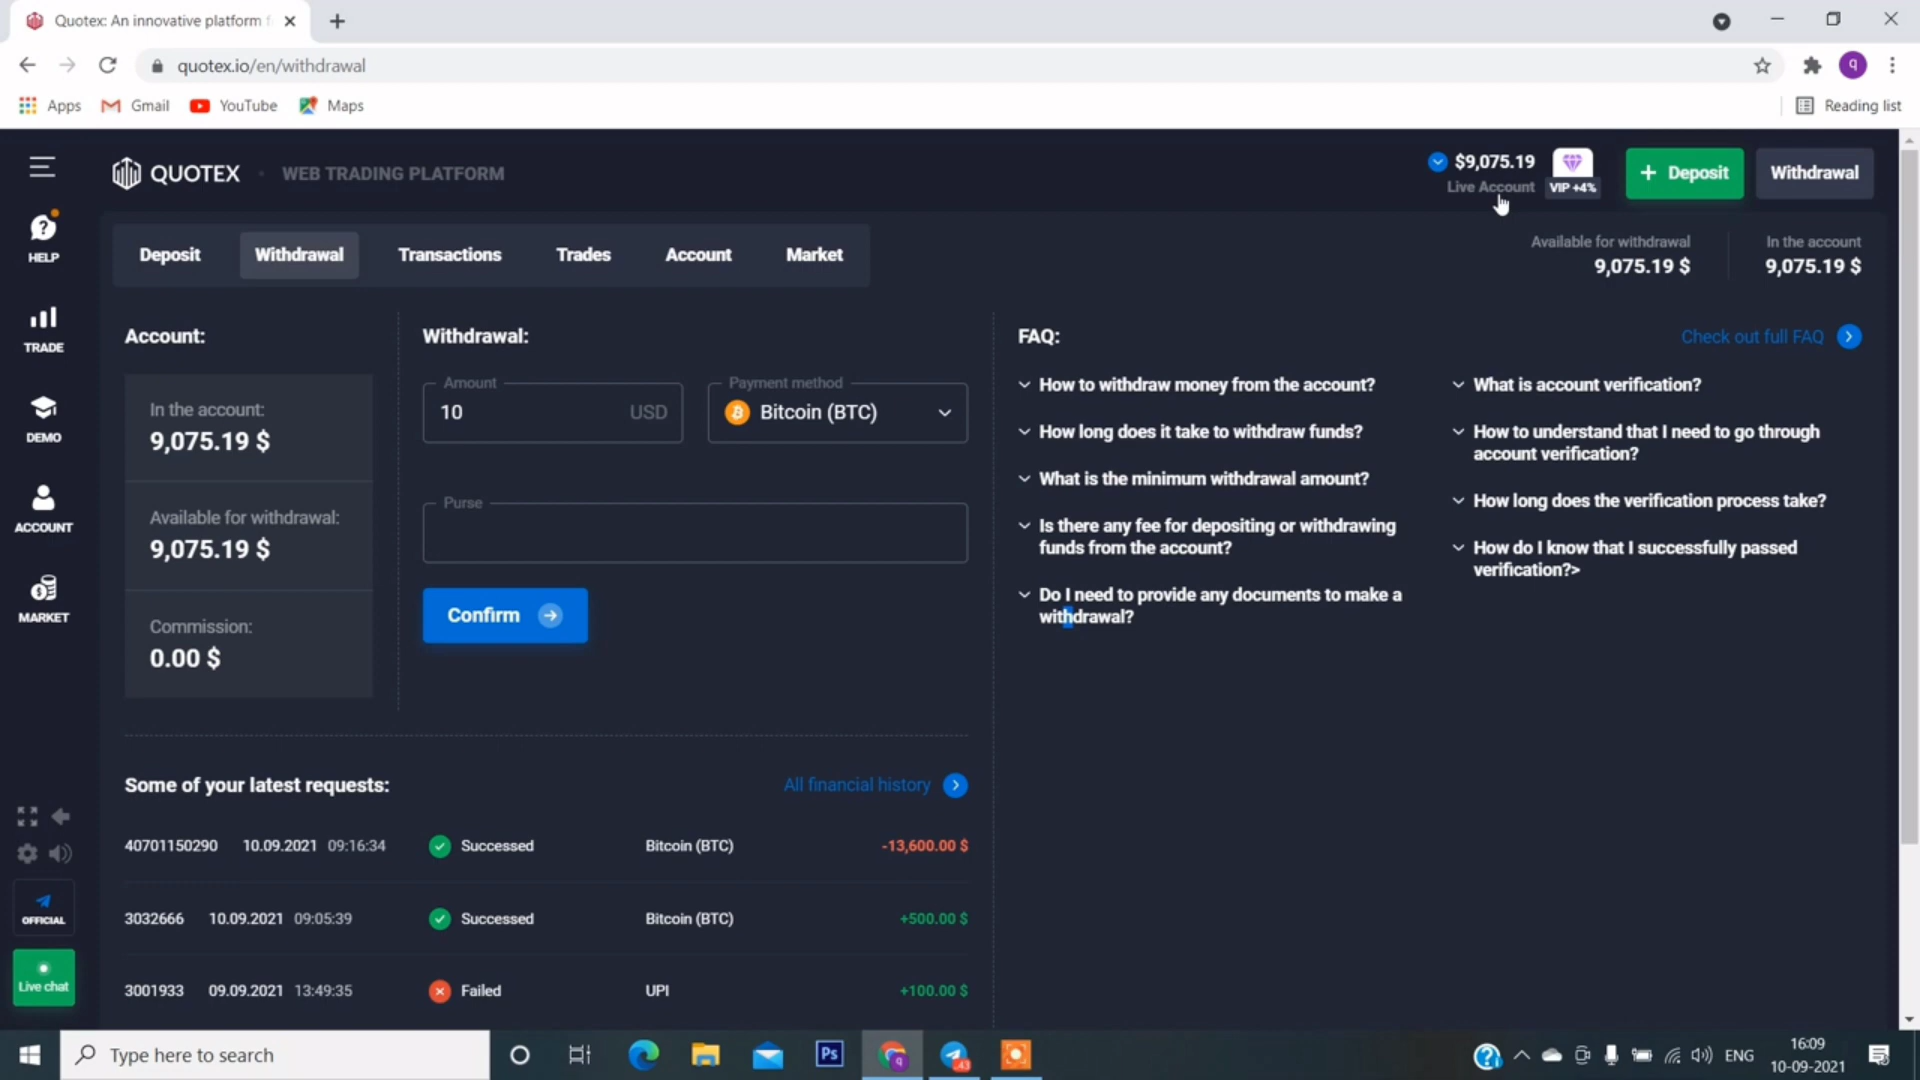 Quotex: An innovative platform f
quotex.io/en/withdrawal
q
Apps
Gmail
YouTube
Maps
Reading list
QUOTEX
WEB TRADING PLATFORM
$9,075.19
Live Account
VIP +4%
+ Deposit
Withdrawal
HELP
TRADE
DEMO
ACCOUNT
MARKET
OFFICIAL
Live chat
Deposit
Withdrawal
Transactions
Trades
Account
Market
Available for withdrawal
9,075.19 $
In the account
9,075.19 $
Account:
In the account:
9,075.19 $
Available for withdrawal:
9,075.19 $
Commission:
0.00 $
Withdrawal:
Amount
10 USD
Payment method
Bitcoin (BTC)
Purse
Confirm
FAQ:
Check out full FAQ
How to withdraw money from the account?
How long does it take to withdraw funds?
What is the minimum withdrawal amount?
Is there any fee for depositing or withdrawing
funds from the account?
Do I need to provide any documents to make a
withdrawal?
What is account verification?
How to understand that I need to go through
account verification?
How long does the verification process take?
How do I know that I successfully passed
verification?>
Some of your latest requests:
All financial history
40701150290 10.09.2021 09:16:34 Successed Bitcoin (BTC) -13,600.00 $
3032666 10.09.2021 09:05:39 Successed Bitcoin (BTC) +500.00 $
3001933 09.09.2021 13:49:35 Failed UPI +100.00 $
Type here to search
Ps
q
43
ENG
16:09
10-09-2021